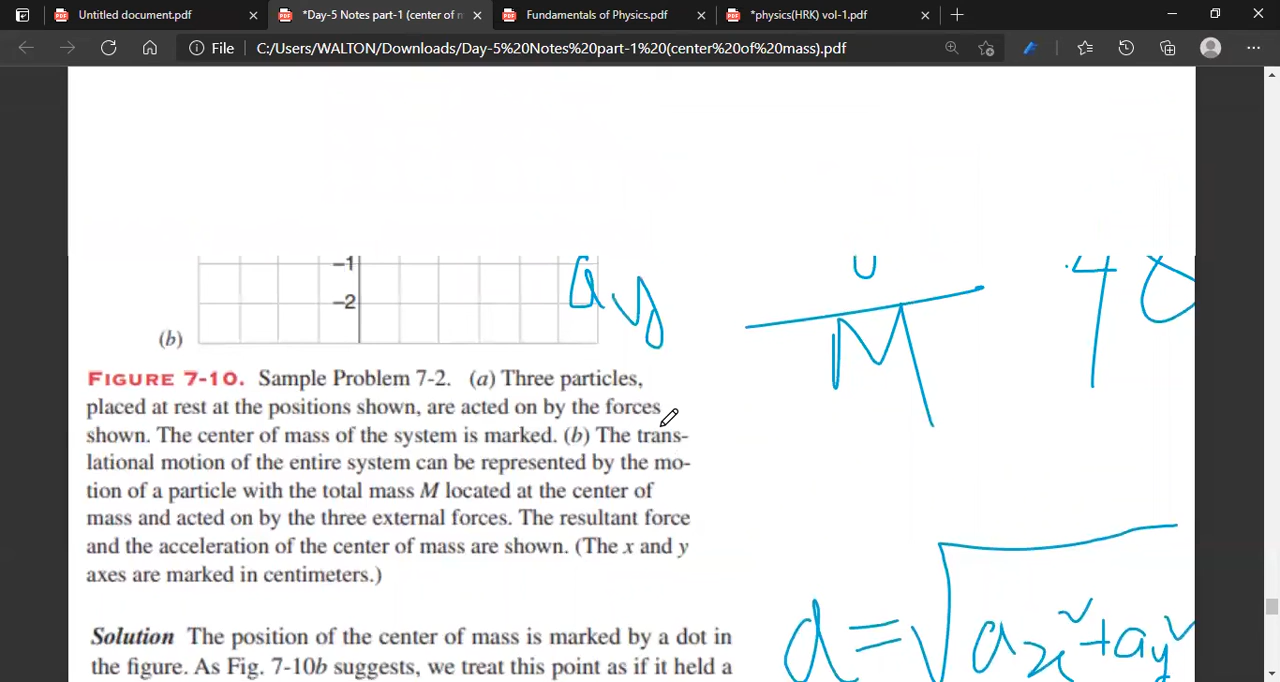 Untitled document.pdf
*Day-5 Notes part-1 (center of n
Fundamentals of Physics.pdf
*physics(HRK) vol-1.pdf
File
C:/Users/WALTON/Downloads/Day-5%20Notes%20part-1%20(center%20of%20mass).pdf
–1
–2
(b)
ay
M
FIGURE 7-10. Sample Problem 7-2. (a) Three particles,
placed at rest at the positions shown, are acted on by the forces
shown. The center of mass of the system is marked. (b) The trans-
lational motion of the entire system can be represented by the mo-
tion of a particle with the total mass M located at the center of
mass and acted on by the three external forces. The resultant force
and the acceleration of the center of mass are shown. (The x and y
axes are marked in centimeters.)
Solution The position of the center of mass is marked by a dot in
the figure. As Fig. 7-10b suggests, we treat this point as if it held a
a=√ax²+ay²